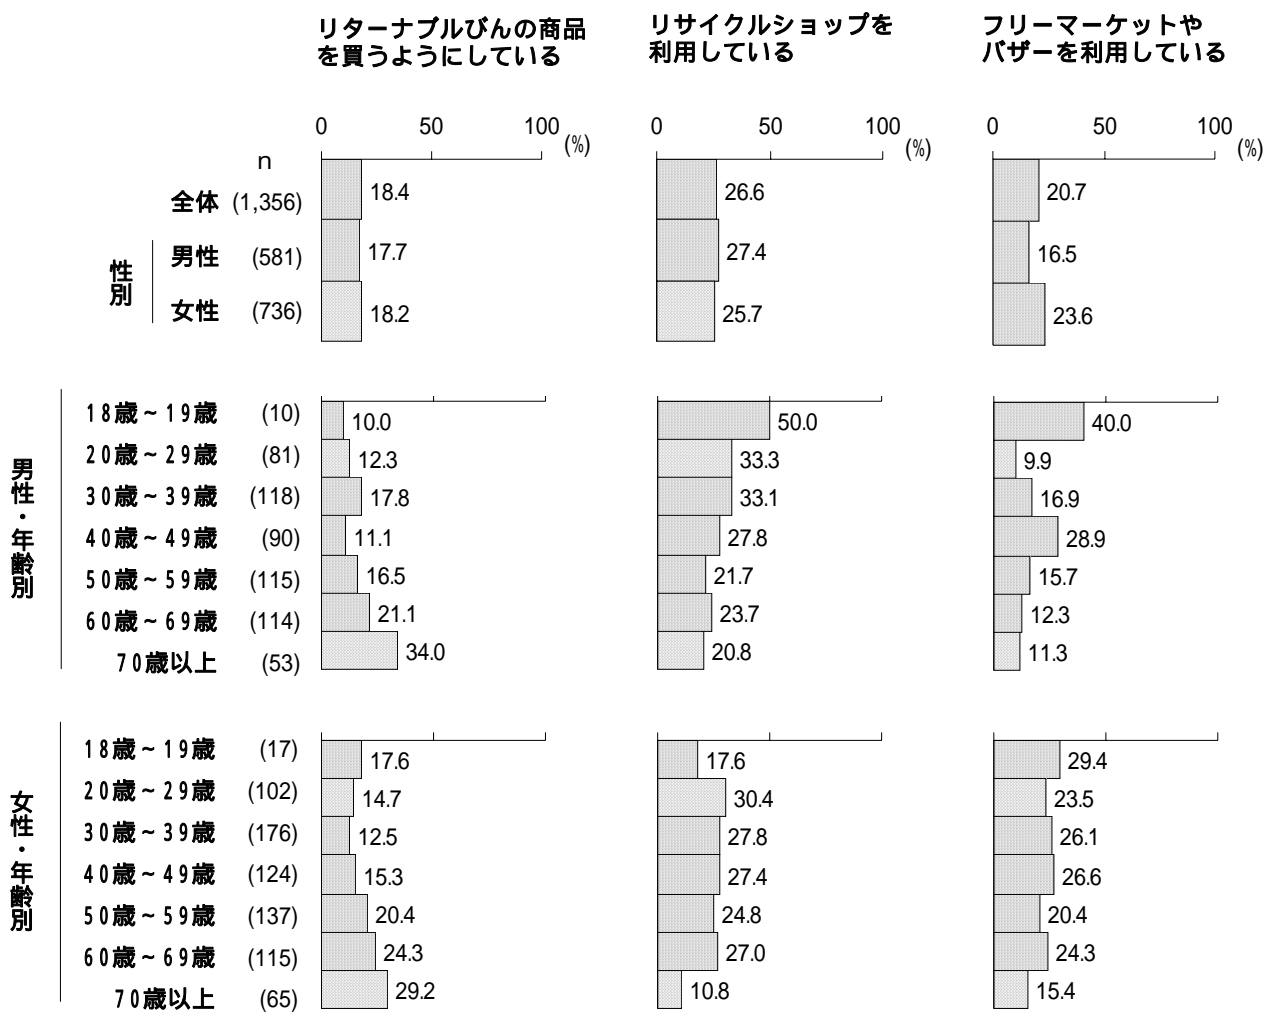 リターナブルびんの商品
を買うようにしている
リサイクルショップを
利用している
フリーマーケットや
バザーを利用している
0 50 100 (%) 0 50 100 (%) 0 50 100 (%)
n
全体 (1,356) 18.4 26.6 20.7
性別
男性 (581) 17.7 27.4 16.5
女性 (736) 18.2 25.7 23.6
男性・年齢別
18歳~19歳 (10) 10.0 50.0 40.0
20歳~29歳 (81) 12.3 33.3 9.9
30歳~39歳 (118) 17.8 33.1 16.9
40歳~49歳 (90) 11.1 27.8 28.9
50歳~59歳 (115) 16.5 21.7 15.7
60歳~69歳 (114) 21.1 23.7 12.3
70歳以上 (53) 34.0 20.8 11.3
女性・年齢別
18歳~19歳 (17) 17.6 17.6 29.4
20歳~29歳 (102) 14.7 30.4 23.5
30歳~39歳 (176) 12.5 27.8 26.1
40歳~49歳 (124) 15.3 27.4 26.6
50歳~59歳 (137) 20.4 24.8 20.4
60歳~69歳 (115) 24.3 27.0 24.3
70歳以上 (65) 29.2 10.8 15.4